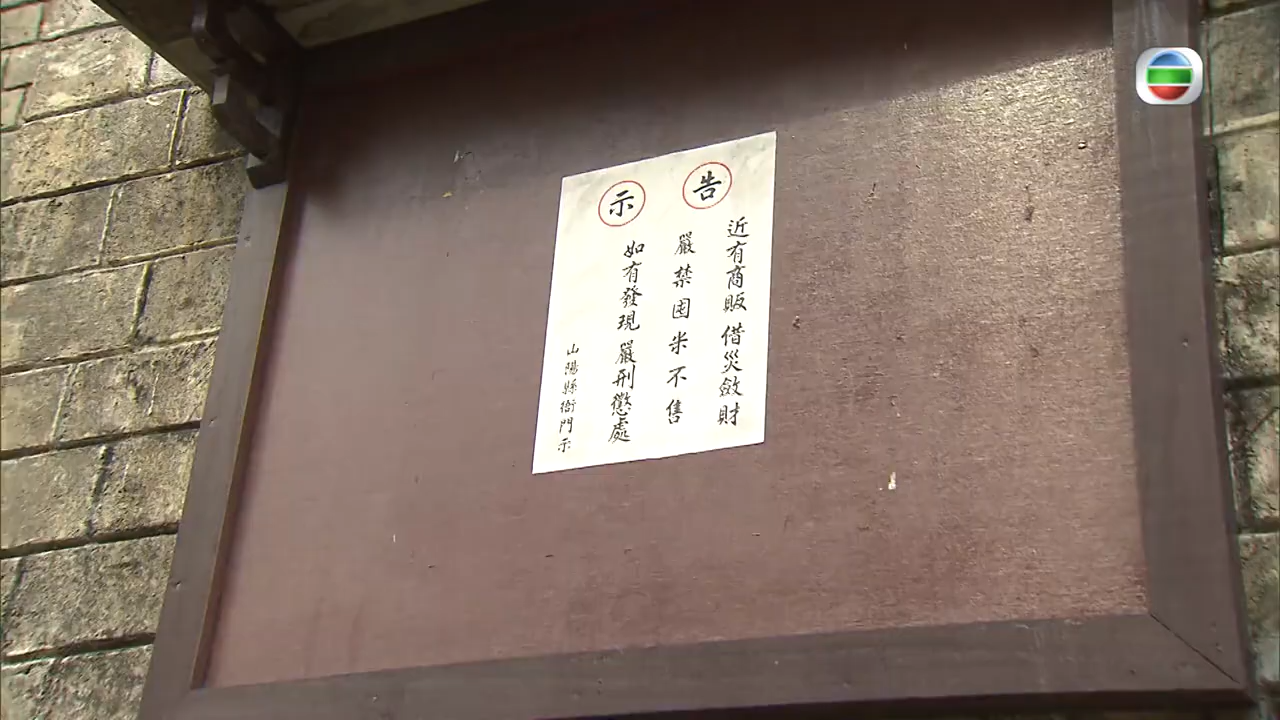 告示
近有商販借災斂財
嚴禁囤米不售
如有發現嚴刑懲處
山陽縣衙門示